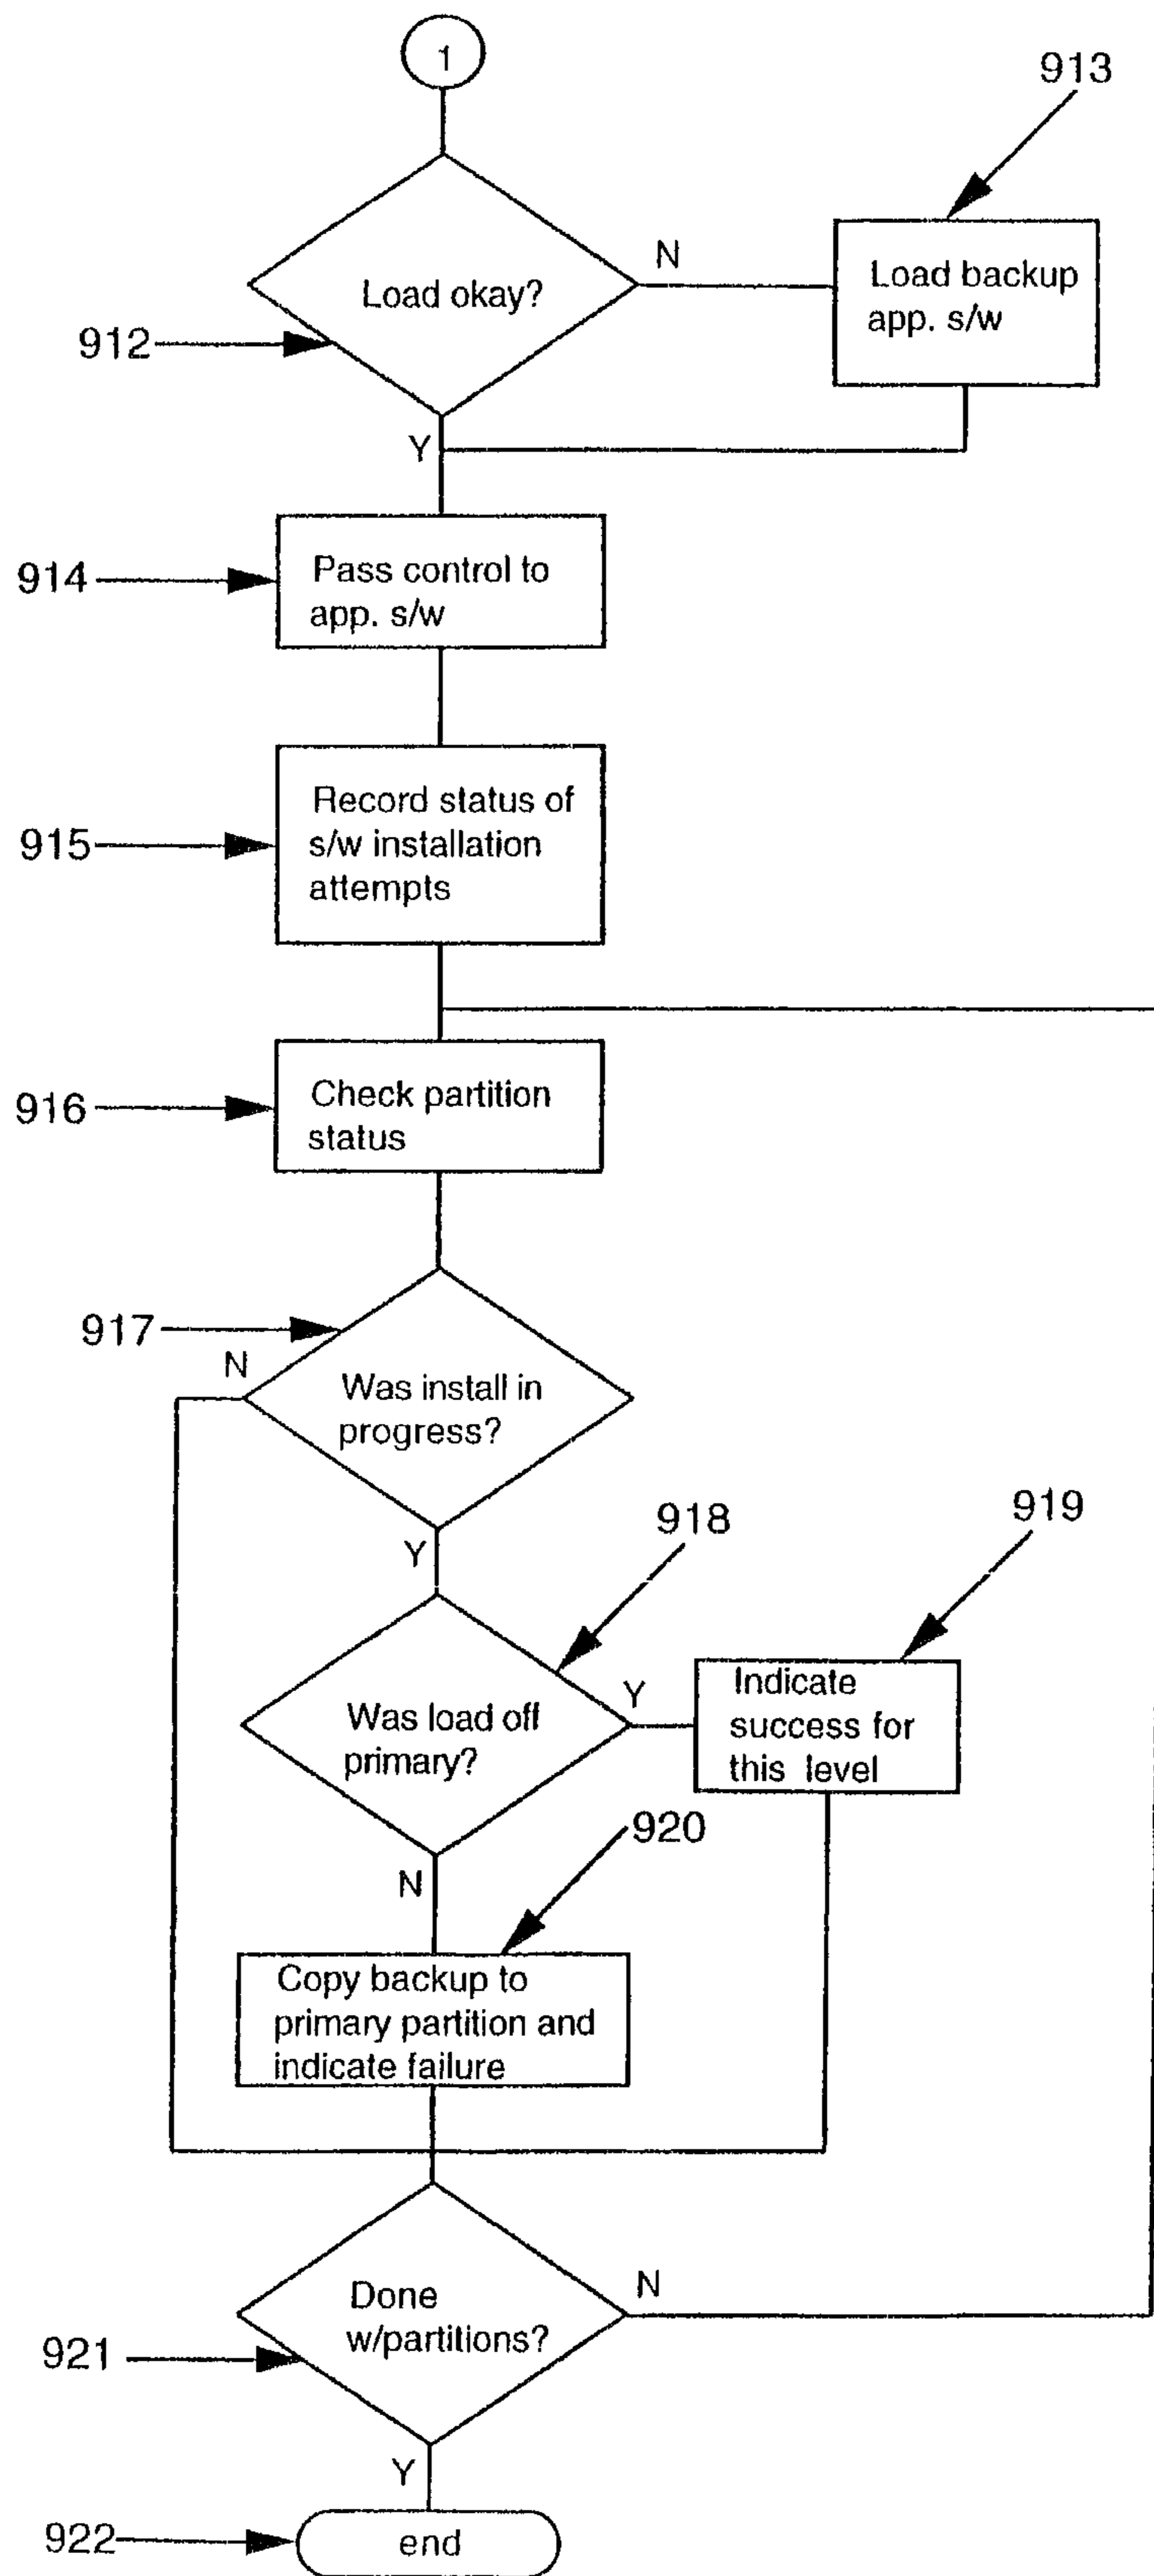 1
913
N
Load okay?
Load backup
app. s/w
912
Y
914
Pass control to
app. s/w
915
Record status of
s/w installation
attempts
916
Check partition
status
917
N
Was install in
progress?
Y
918
919
Was load off
primary?
Y
Indicate
success for
this level
920
N
Copy backup to
primary partition and
indicate failure
Done
w/partitions?
N
921
Y
922
end